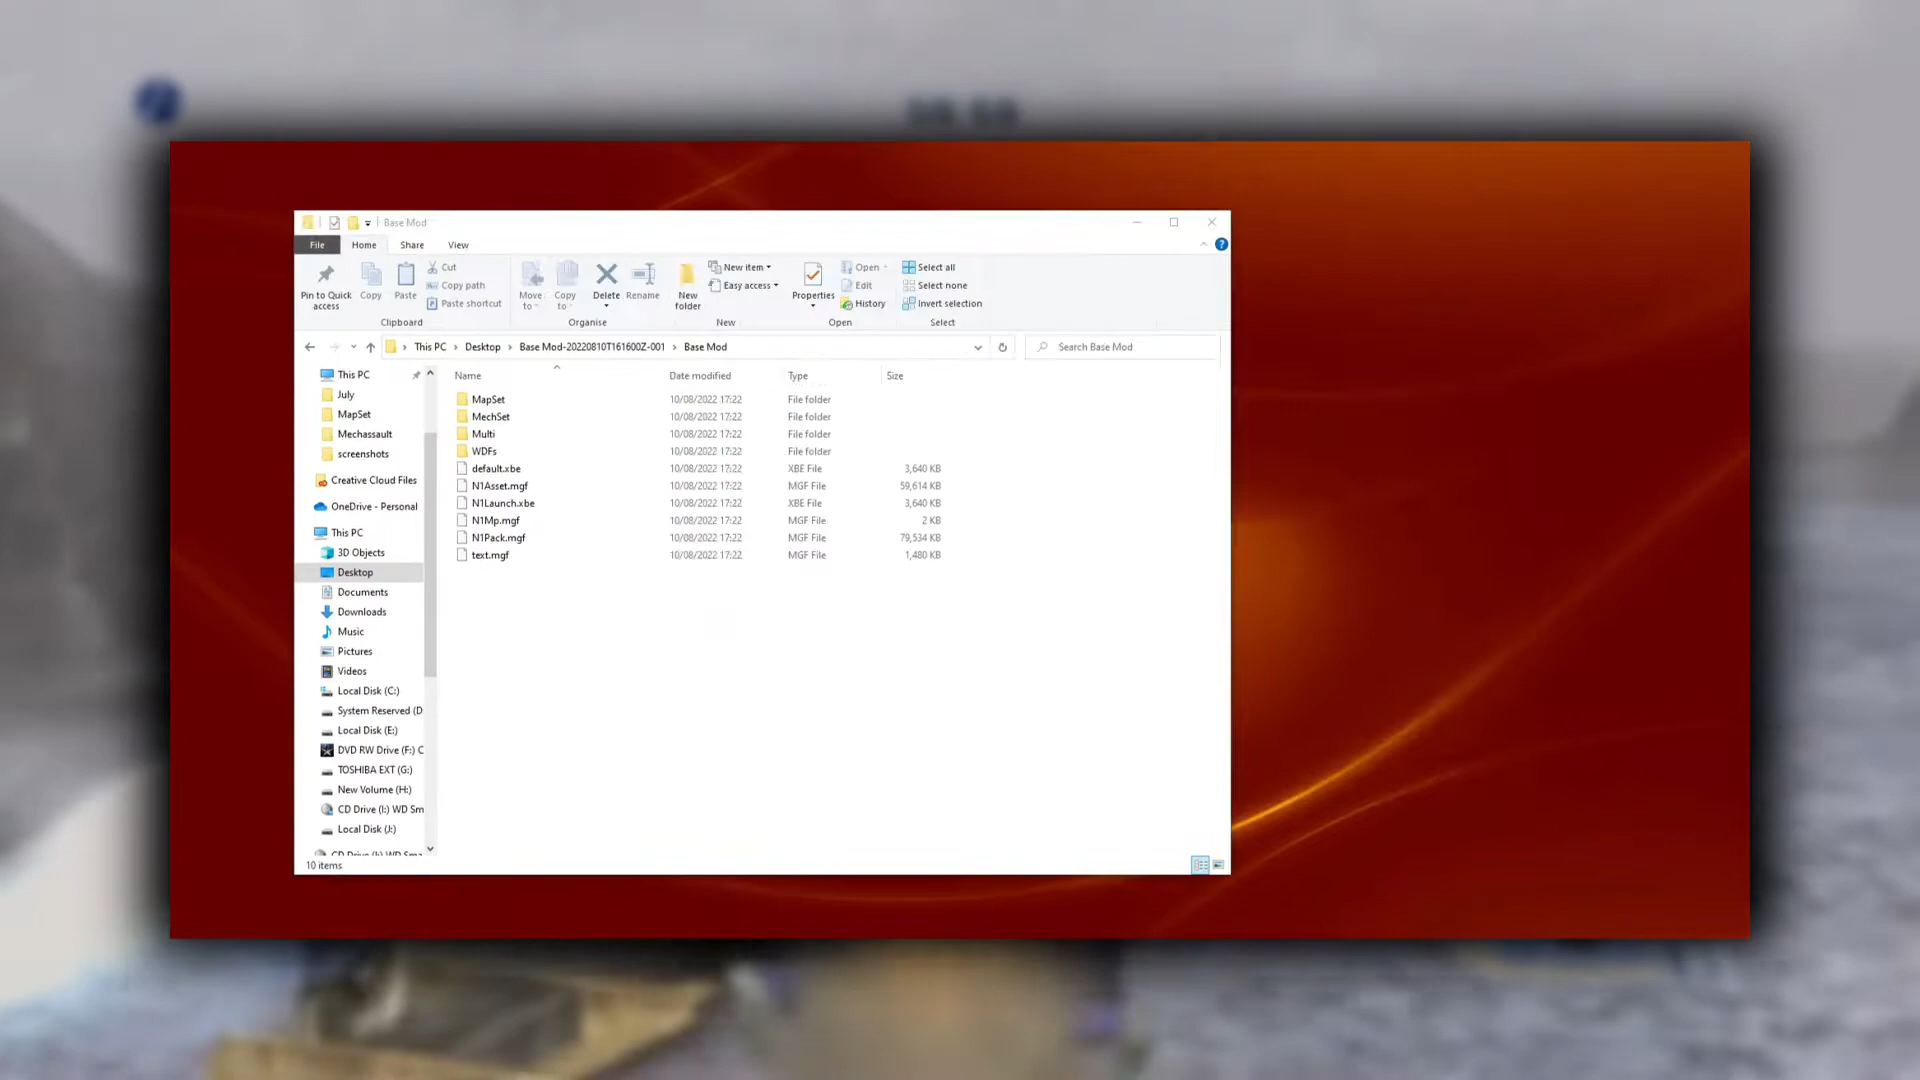 Base Mod
File Home Share View
Pin to Quick access
Copy
Paste
Cut
Copy path
Paste shortcut
Clipboard
Move to
Copy to
Delete
Rename
Organise
New folder
New item
Easy access
New
Properties
Open
Edit
History
Open
Select all
Select none
Invert selection
Select
This PC Desktop Base Mod-20220810T161600Z-001 Base Mod
Search Base Mod
This PC
July
MapSet
Mechassault
screenshots
Creative Cloud Files
OneDrive - Personal
This PC
3D Objects
Desktop
Documents
Downloads
Music
Pictures
Videos
Local Disk (C:)
System Reserved (D:
Local Disk (E:)
DVD RW Drive (F:) C
TOSHIBA EXT (G:)
New Volume (H:)
CD Drive (I:) WD Sm
Local Disk (J:)
CD Drive (I:) WD Sma
Name Date modified Type Size
MapSet 10/08/2022 17:22 File folder
MechSet 10/08/2022 17:22 File folder
Multi 10/08/2022 17:22 File folder
WDFs 10/08/2022 17:22 File folder
default.xbe 10/08/2022 17:22 XBE File 3,640 KB
N1Asset.mgf 10/08/2022 17:22 MGF File 59,614 KB
N1Launch.xbe 10/08/2022 17:22 XBE File 3,640 KB
N1Mp.mgf 10/08/2022 17:22 MGF File 2 KB
N1Pack.mgf 10/08/2022 17:22 MGF File 79,534 KB
text.mgf 10/08/2022 17:22 MGF File 1,480 KB
10 items